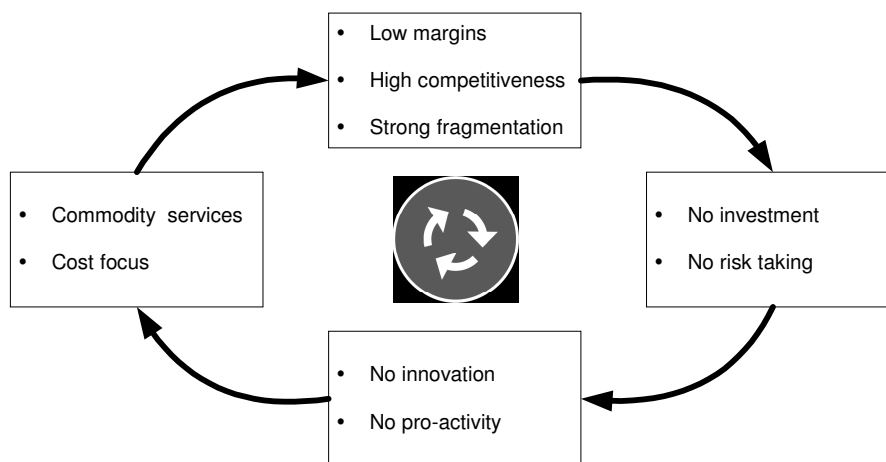 • Low margins
• High competitiveness
• Strong fragmentation
• Commodity services
• Cost focus
• No investment
• No risk taking
• No innovation
• No pro-activity